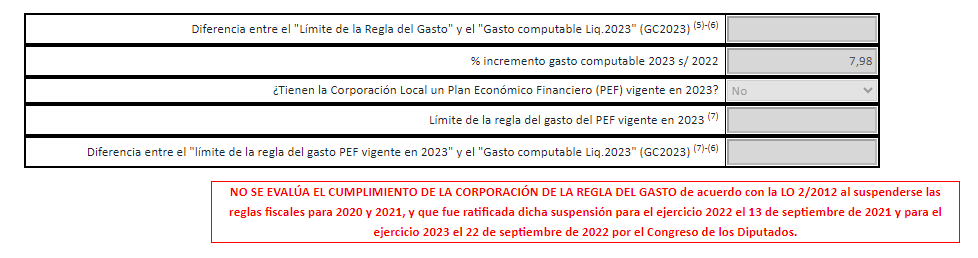 Diferencia entre el "Límite de la Regla del Gasto" y el "Gasto computable Liq.2023" (GC2023) (5)-(6)
% incremento gasto computable 2023 s/ 2022 7,98
¿Tienen la Corporación Local un Plan Económico Financiero (PEF) vigente en 2023? No
Límite de la regla del gasto del PEF vigente en 2023 (7)
Diferencia entre el "límite de la regla del gasto PEF vigente en 2023" y el "Gasto computable Liq.2023" (GC2023) (7)-(6)
NO SE EVALÚA EL CUMPLIMIENTO DE LA CORPORACIÓN DE LA REGLA DEL GASTO de acuerdo con la LO 2/2012 al suspenderse las
reglas fiscales para 2020 y 2021, y que fue ratificada dicha suspensión para el ejercicio 2022 el 13 de septiembre de 2021 y para el
ejercicio 2023 el 22 de septiembre de 2022 por el Congreso de los Diputados.